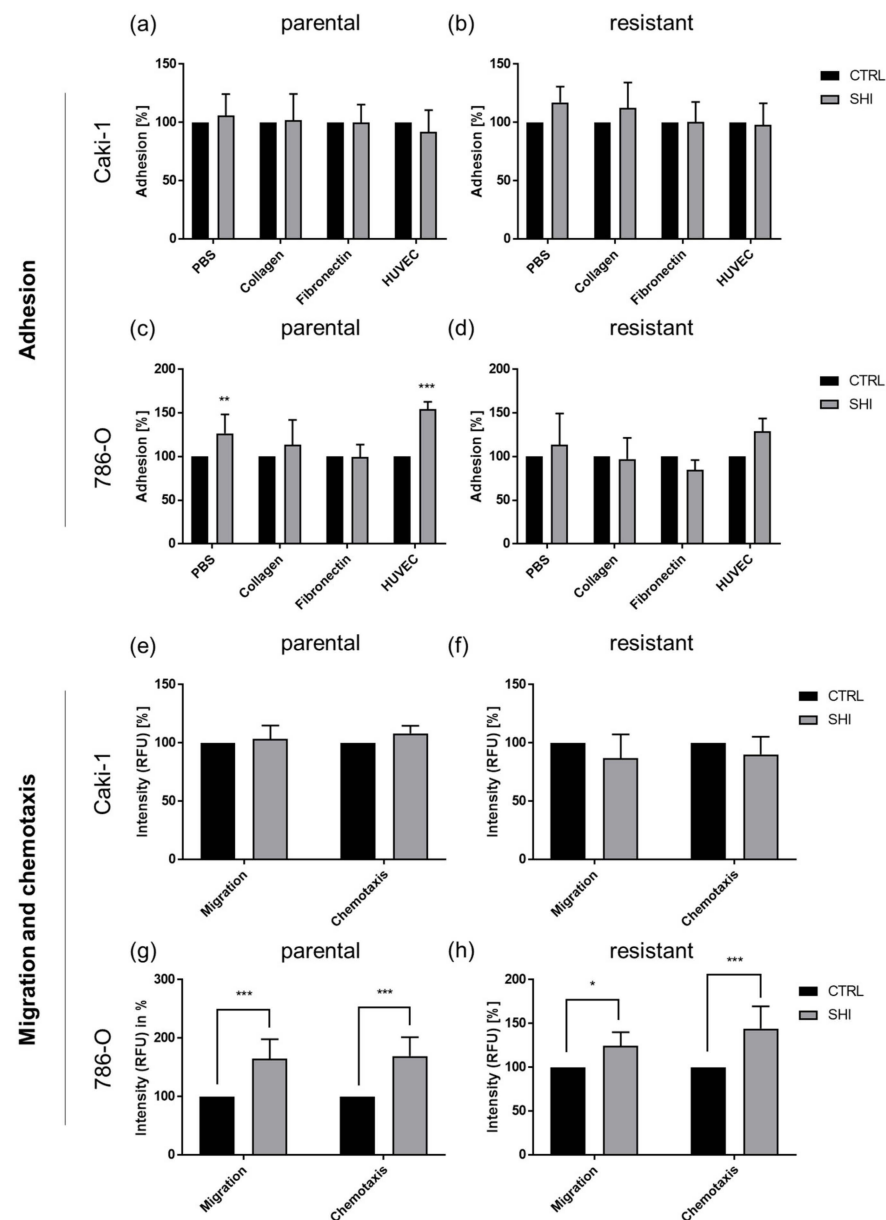 (a) parental (b) resistant
150
100
50
0
Adhesion [%]
PBS Collagen Fibronectin HUVEC
150
100
50
0
Adhesion [%]
PBS Collagen Fibronectin HUVEC
CTRL
SHI
Caki-1
Adhesion
(c) parental (d) resistant
200
150
100
50
0
Adhesion [%]
** ***
PBS Collagen Fibronectin HUVEC
200
150
100
50
0
Adhesion [%]
PBS Collagen Fibronectin HUVEC
CTRL
SHI
786-O
(e) parental (f) resistant
150
100
50
0
Intensity (RFU) [%]
Migration Chemotaxis
150
100
50
0
Intensity (RFU) [%]
Migration Chemotaxis
CTRL
SHI
Caki-1
Migration and chemotaxis
(g) parental (h) resistant
300
200
100
0
Intensity (RFU) in %
*** ***
Migration Chemotaxis
200
150
100
50
0
Intensity (RFU) [%]
* ***
Migration Chemotaxis
CTRL
SHI
786-O